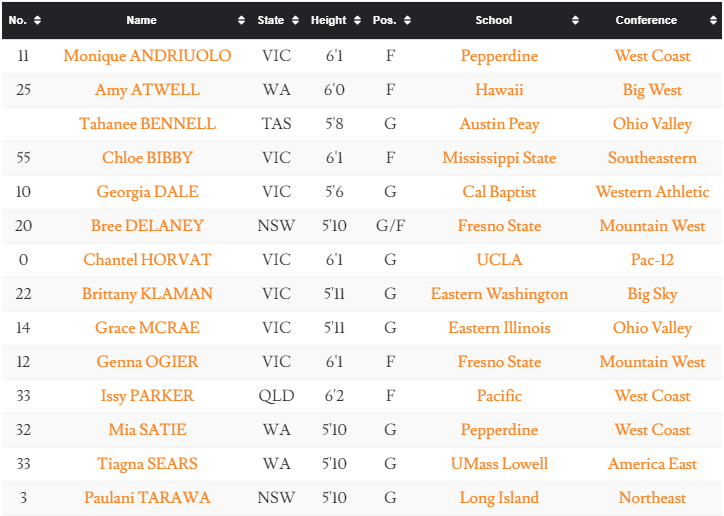 No. Name State Height Pos. School Conference
11 Monique ANDRIUOLO VIC 6'1 F Pepperdine West Coast
25 Amy ATWELL WA 6'0 F Hawaii Big West
Tahanee BENNELL TAS 5'8 G Austin Peay Ohio Valley
55 Chloe BIBBY VIC 6'1 F Mississippi State Southeastern
10 Georgia DALE VIC 5'6 G Cal Baptist Western Athletic
20 Bree DELANEY NSW 5'10 G/F Fresno State Mountain West
0 Chantel HORVAT VIC 6'1 G UCLA Pac-12
22 Brittany KLAMAN VIC 5'11 G Eastern Washington Big Sky
14 Grace MCRAE VIC 5'11 G Eastern Illinois Ohio Valley
12 Genna OGIER VIC 6'1 F Fresno State Mountain West
33 Issy PARKER QLD 6'2 F Pacific West Coast
32 Mia SATIE WA 5'10 G Pepperdine West Coast
33 Tiagna SEARS WA 5'10 G UMass Lowell America East
3 Paulani TARAWA NSW 5'10 G Long Island Northeast